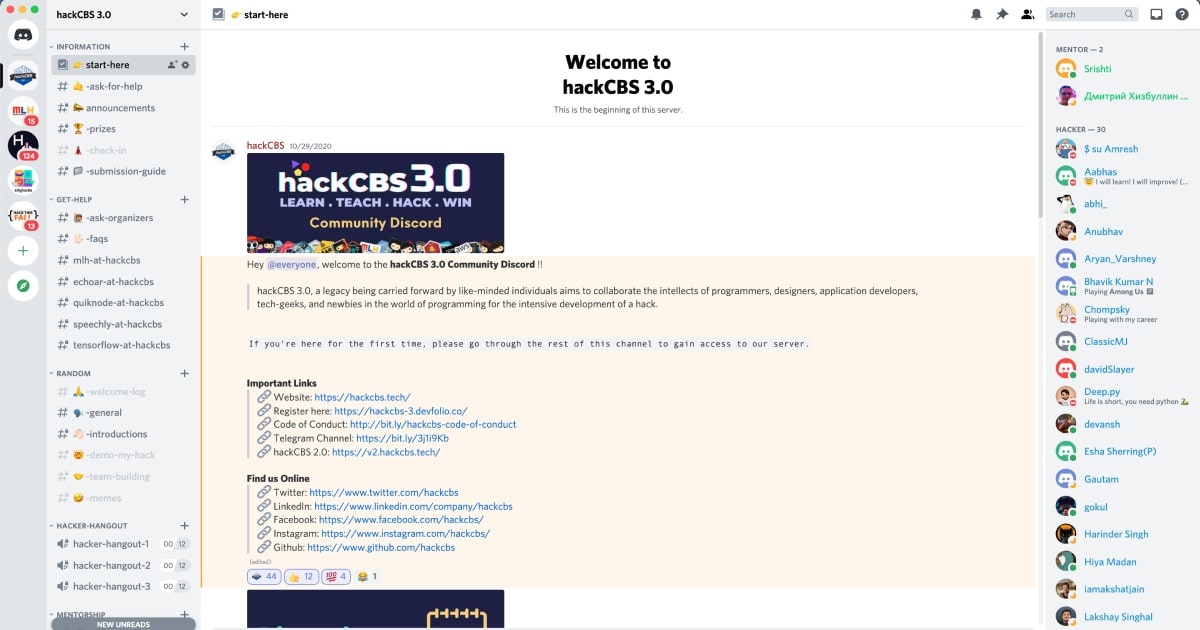 hackCBS 3.0
INFORMATION
start-here
-ask-for-help
announcements
-prizes
-check-in
-submission-guide
GET-HELP
-ask-organizers
-faqs
mlh-at-hackcbs
echoar-at-hackcbs
quiknode-at-hackcbs
speechly-at-hackcbs
tensorflow-at-hackcbs
RANDOM
-welcome-log
-general
-introductions
-demo-my-hack
-team-building
-memes
HACKER-HANGOUT
hacker-hangout-1 00 12
hacker-hangout-2 00 12
hacker-hangout-3 00 12
MENTORSHIP
NEW UNREADS
MLH
15
124
13
start-here
Search
Welcome to
hackCBS 3.0
This is the beginning of this server.
hackCBS 10/29/2020
hackCBS 3.0
LEARN . TEACH . HACK . WIN
Community Discord
Hey @everyone, welcome to the hackCBS 3.0 Community Discord !!
hackCBS 3.0, a legacy being carried forward by like-minded individuals aims to collaborate the intellects of programmers, designers, application developers,
tech-geeks, and newbies in the world of programming for the intensive development of a hack.
If you're here for the first time, please go through the rest of this channel to gain access to our server.
Important Links
Website: https://hackcbs.tech/
Register here: https://hackcbs-3.devfolio.co/
Code of Conduct: http://bit.ly/hackcbs-code-of-conduct
Telegram Channel: https://bit.ly/3j1i9Kb
hackCBS 2.0: https://v2.hackcbs.tech/
Find us Online
Twitter: https://www.twitter.com/hackcbs
LinkedIn: https://www.linkedin.com/company/hackcbs
Facebook: https://www.facebook.com/hackcbs/
Instagram: https://www.instagram.com/hackcbs/
Github: https://www.github.com/hackcbs
(edited)
44 12 4 1
MENTOR — 2
Srishti
Дмитрий Хизбуллин ...
HACKER — 30
$ su Amresh
Aabhas
I will learn! I will improve! (...
abhi_
Anubhav
Aryan_Varshney
Bhavik Kumar N
Playing Among Us
Chompsky
Playing with my career
ClassicMJ
davidSlayer
Deep.py
Life is short, you need python
devansh
Esha Sherring(P)
Gautam
gokul
Harinder Singh
Hiya Madan
iamakshatjain
Lakshay Singhal